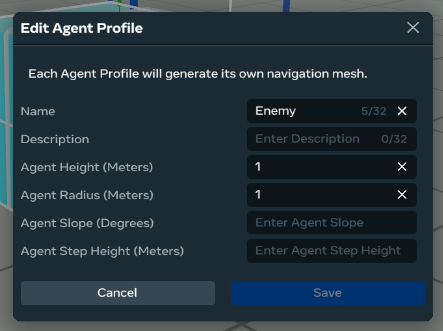 Edit Agent Profile
Each Agent Profile will generate its own navigation mesh.
Name Enemy 5/32
Description Enter Description 0/32
Agent Height (Meters) 1
Agent Radius (Meters) 1
Agent Slope (Degrees) Enter Agent Slope
Agent Step Height (Meters) Enter Agent Step Height
Cancel Save